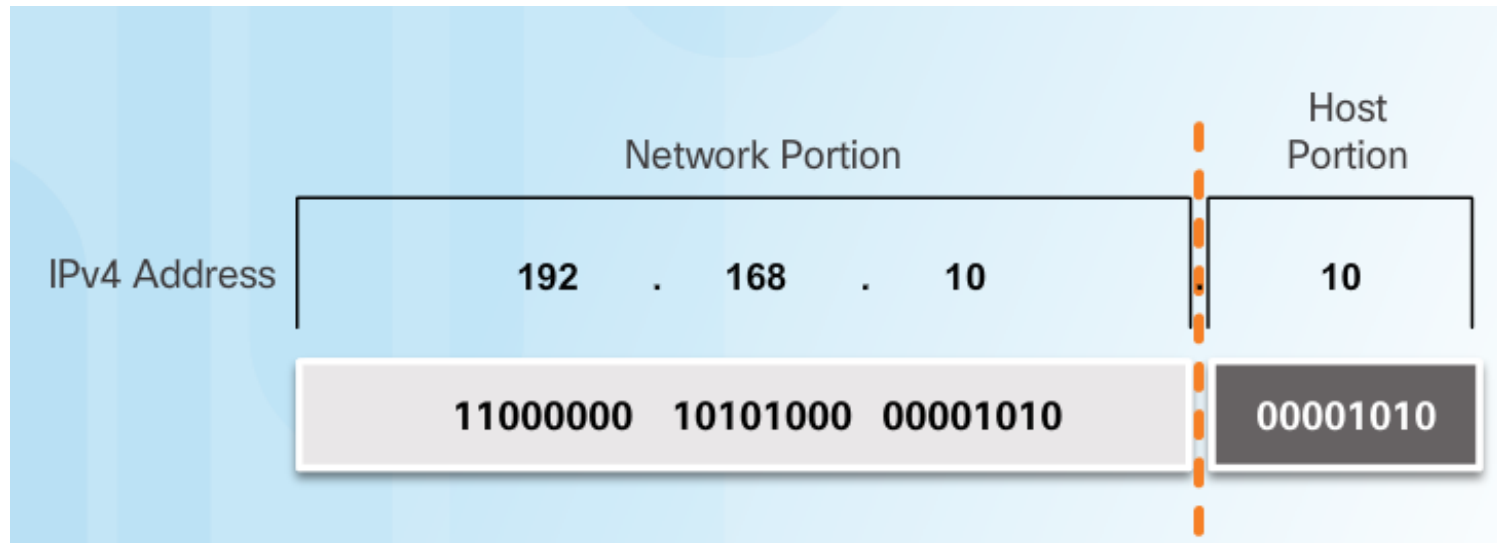 Host
Network Portion Portion
IPv4 Address 192 . 168 . 10 . 10
11000000 10101000 00001010 00001010